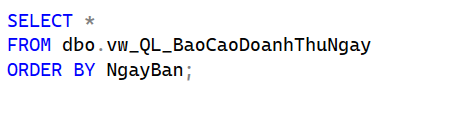 SELECT *
FROM dbo.vw_QL_BaoCaoDoanhThuNgay
ORDER BY NgayBan;